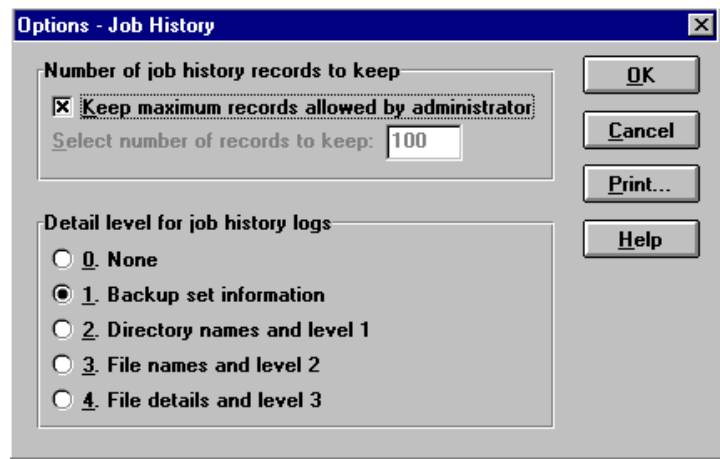 Options - Job History
Number of job history records to keep
Keep maximum records allowed by administrator
Select number of records to keep: 100
Detail level for job history logs
0. None
1. Backup set information
2. Directory names and level 1
3. File names and level 2
4. File details and level 3
OK
Cancel
Print...
Help